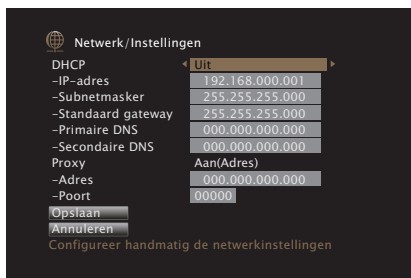 Netwerk/Instellingen
DHCP Uit
–IP-adres 192.168.000.001
–Subnetmasker 255.255.255.000
–Standaard gateway 255.255.255.000
–Primaire DNS 000.000.000.000
–Secondaire DNS 000.000.000.000
Proxy Aan(Adres)
–Adres 000.000.000.000
–Poort 00000
Opslaan
Annuleren
Configureer handmatig de netwerkinstellingen